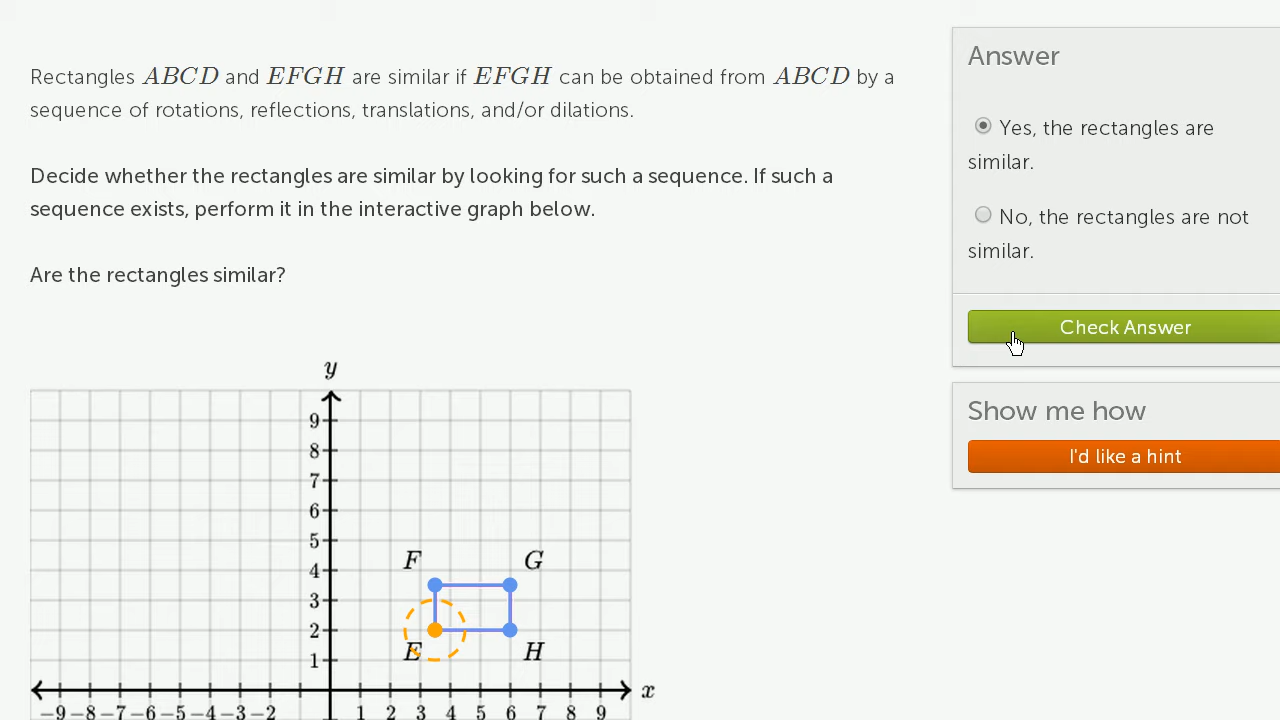 Rectangles ABCD and EFGH are similar if EFGH can be obtained from ABCD by a
sequence of rotations, reflections, translations, and/or dilations.
Decide whether the rectangles are similar by looking for such a sequence. If such a
sequence exists, perform it in the interactive graph below.
Are the rectangles similar?
Answer
Yes, the rectangles are
similar.
No, the rectangles are not
similar.
Check Answer
Show me how
I'd like a hint
y
9
8
7
6
5
4
3
2
1
F G
E H
x
−9 −8 −7 −6 −5 −4 −3 −2 1 2 3 4 5 6 7 8 9